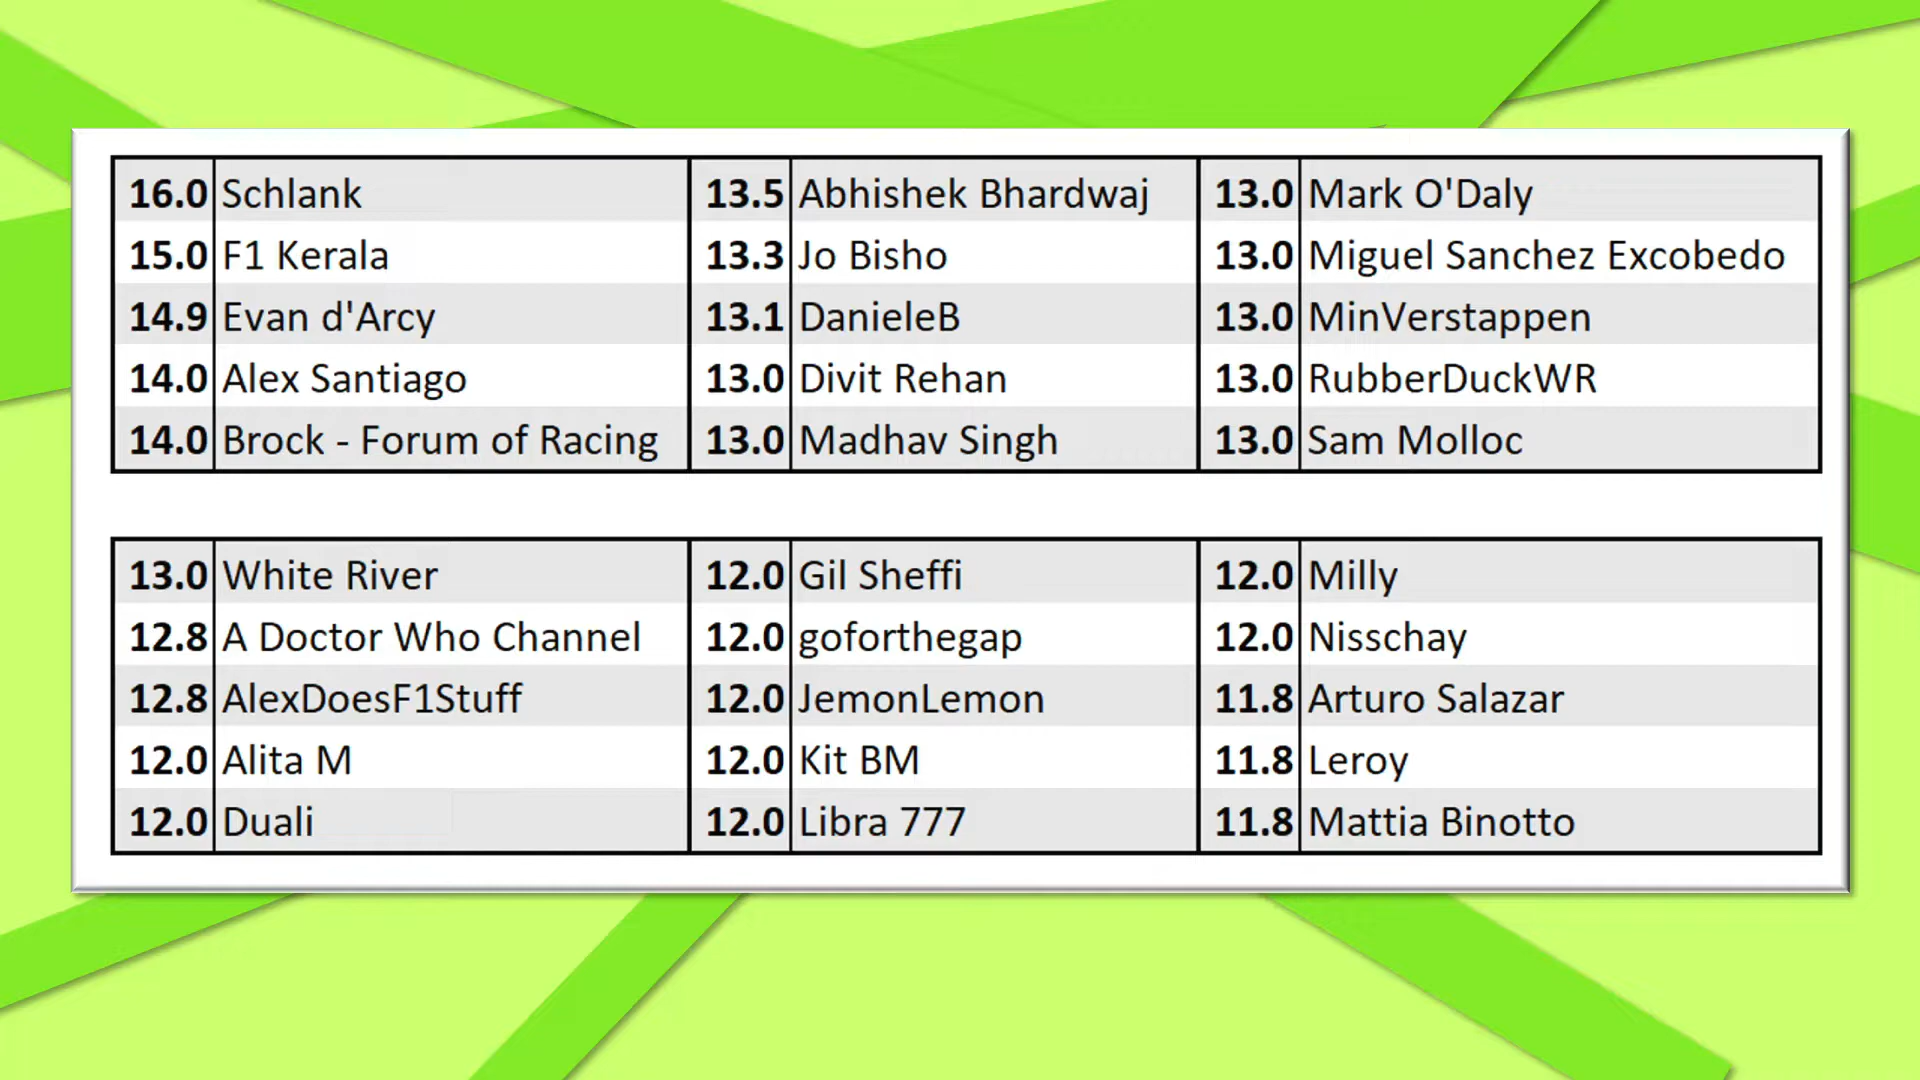 16.0 Schlank
15.0 F1 Kerala
14.9 Evan d'Arcy
14.0 Alex Santiago
14.0 Brock - Forum of Racing
13.5 Abhishek Bhardwaj
13.3 Jo Bisho
13.1 DanieleB
13.0 Divit Rehan
13.0 Madhav Singh
13.0 Mark O'Daly
13.0 Miguel Sanchez Excobedo
13.0 MinVerstappen
13.0 RubberDuckWR
13.0 Sam Molloc
13.0 White River
12.8 A Doctor Who Channel
12.8 AlexDoesF1Stuff
12.0 Alita M
12.0 Duali
12.0 Gil Sheffi
12.0 goforthegap
12.0 JemonLemon
12.0 Kit BM
12.0 Libra 777
12.0 Milly
12.0 Nisschay
11.8 Arturo Salazar
11.8 Leroy
11.8 Mattia Binotto